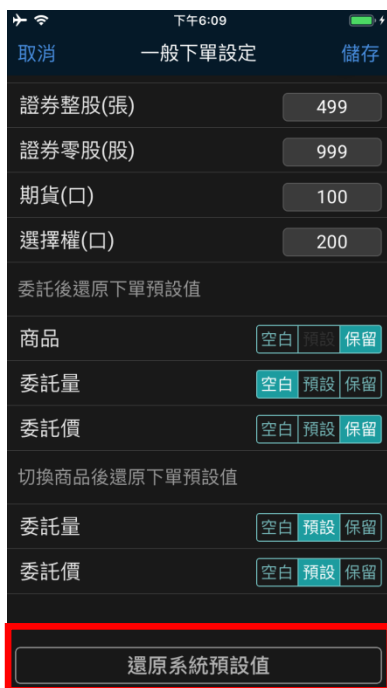 下午6:09
取消 一般下單設定 儲存
證券整股(張) 499
證券零股(股) 999
期貨(口) 100
選擇權(口) 200
委託後還原下單預設值
商品 空白 預設 保留
委託量 空白 預設 保留
委託價 空白 預設 保留
切換商品後還原下單預設值
委託量 空白 預設 保留
委託價 空白 預設 保留
還原系統預設值